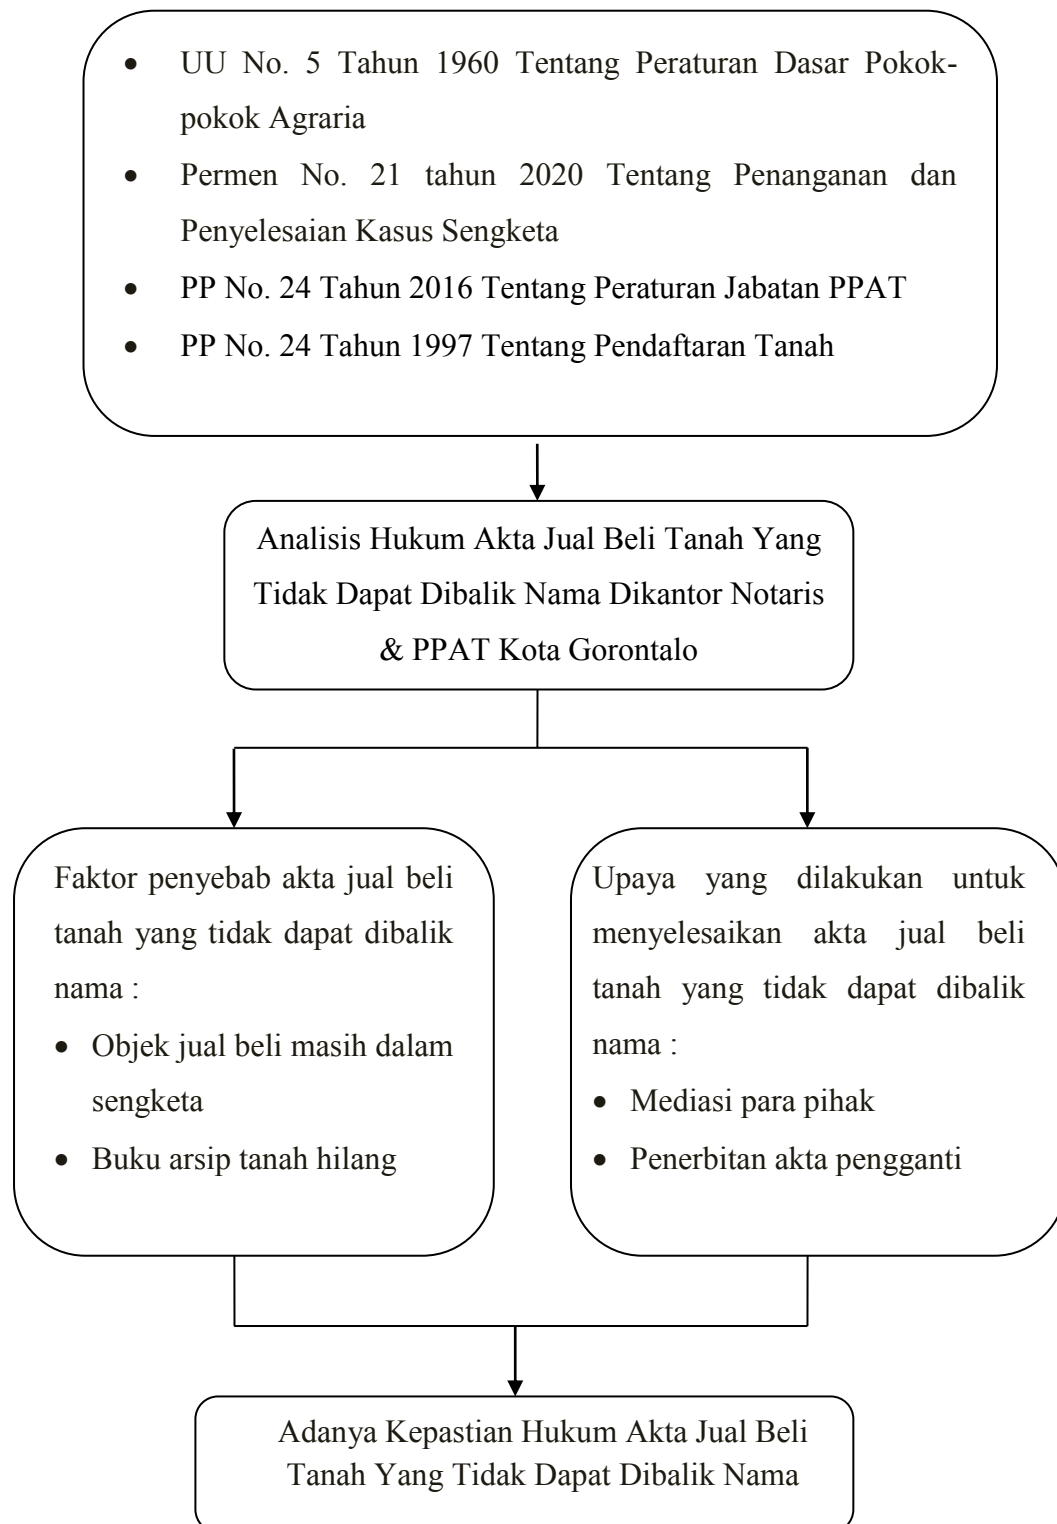 • UU No. 5 Tahun 1960 Tentang Peraturan Dasar Pokok-
pokok Agraria
• Permen No. 21 tahun 2020 Tentang Penanganan dan
Penyelesaian Kasus Sengketa
• PP No. 24 Tahun 2016 Tentang Peraturan Jabatan PPAT
• PP No. 24 Tahun 1997 Tentang Pendaftaran Tanah
Analisis Hukum Akta Jual Beli Tanah Yang
Tidak Dapat Dibalik Nama Dikantor Notaris
& PPAT Kota Gorontalo
Faktor penyebab akta jual beli
tanah yang tidak dapat dibalik
nama :
• Objek jual beli masih dalam
sengketa
• Buku arsip tanah hilang
Upaya yang dilakukan untuk
menyelesaikan akta jual beli
tanah yang tidak dapat dibalik
nama :
• Mediasi para pihak
• Penerbitan akta pengganti
Adanya Kepastian Hukum Akta Jual Beli
Tanah Yang Tidak Dapat Dibalik Nama